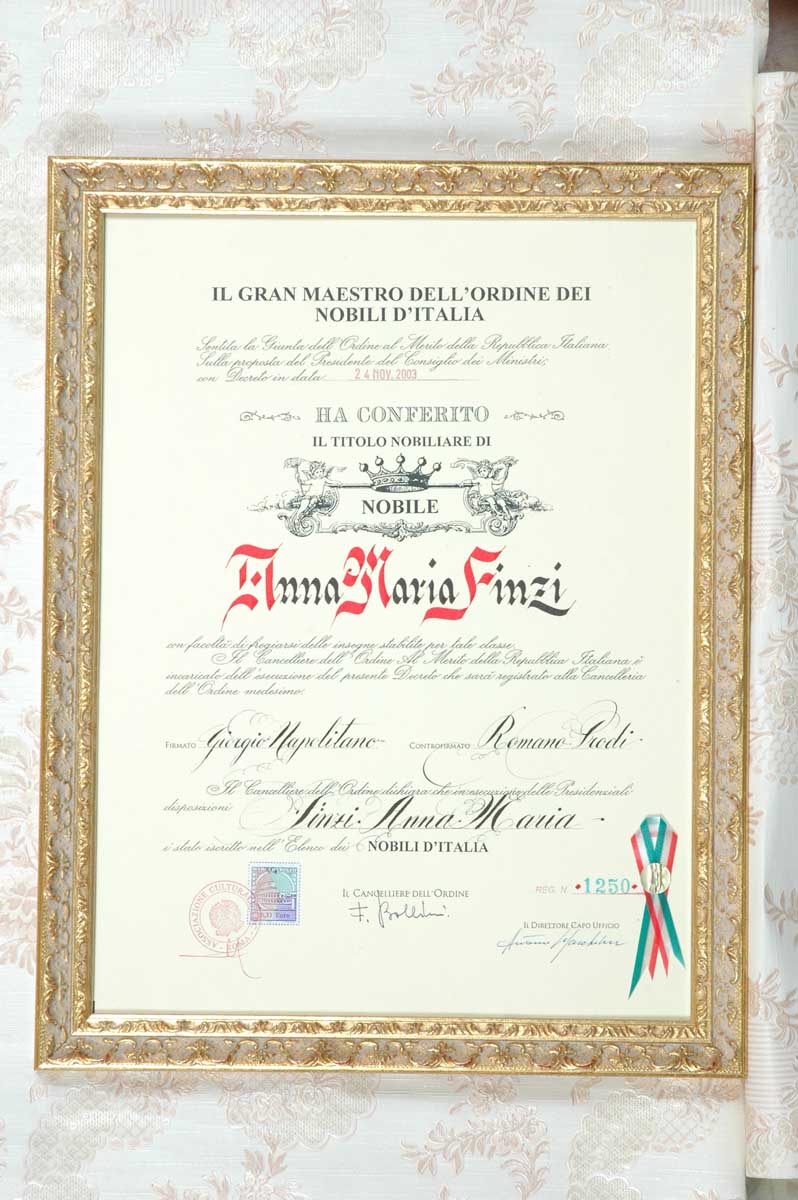 IL GRAN MAESTRO DELL'ORDINE DEI
NOBILI D'ITALIA
Sentita la Giunta dell'Ordine al Merito della Repubblica Italiana
Sulla proposta del Presidente del Consiglio dei Ministri;
con Decreto in data 24 NOV. 2003
HA CONFERITO
IL TITOLO NOBILIARE DI
NOBILE
Anna Maria Finzi
con facoltà di fregiarsi delle insegne stabilite per tale classe.
Il Cancelliere dell'Ordine Al Merito della Repubblica Italiana è
incaricato dell'esecuzione del presente Decreto che sarà registrato alla Cancelleria
dell'Ordine medesimo.
FIRMATO Giorgio Napolitano CONTROFIRMATO Romano Prodi
Il Cancelliere dell'Ordine dichiara che in esecuzione delle Presidenziali
disposizioni Finzi Anna Maria
è stato iscritto nell'Elenco dei NOBILI D'ITALIA
ASSOCIAZIONE CULTURALE
ROMA
Euro
IL CANCELLIERE DELL'ORDINE
F. Bollini
REG. N. 1250
IL DIRETTORE CAPO UFFICIO